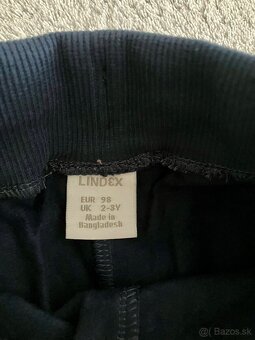 LINDEX
EUR 98
UK 2-3Y
Made in
Bangladesh
Bazos.sk